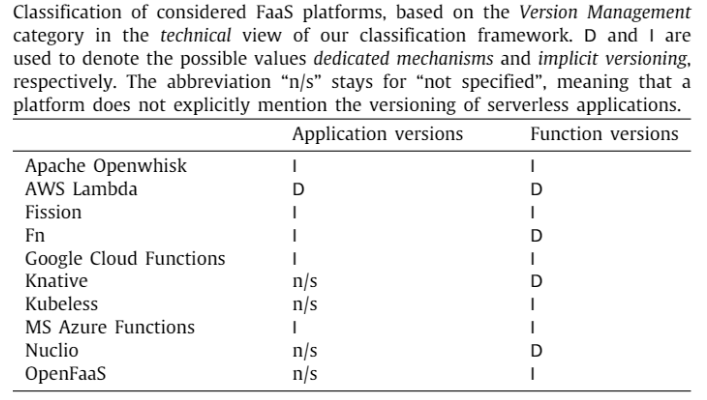 Classification of considered FaaS platforms, based on the Version Management
category in the technical view of our classification framework. D and I are
used to denote the possible values dedicated mechanisms and implicit versioning,
respectively. The abbreviation “n/s” stays for “not specified”, meaning that a
platform does not explicitly mention the versioning of serverless applications.
Application versions Function versions
Apache Openwhisk I I
AWS Lambda D D
Fission I I
Fn I D
Google Cloud Functions I I
Knative n/s D
Kubeless n/s I
MS Azure Functions I I
Nuclio n/s D
OpenFaaS n/s I